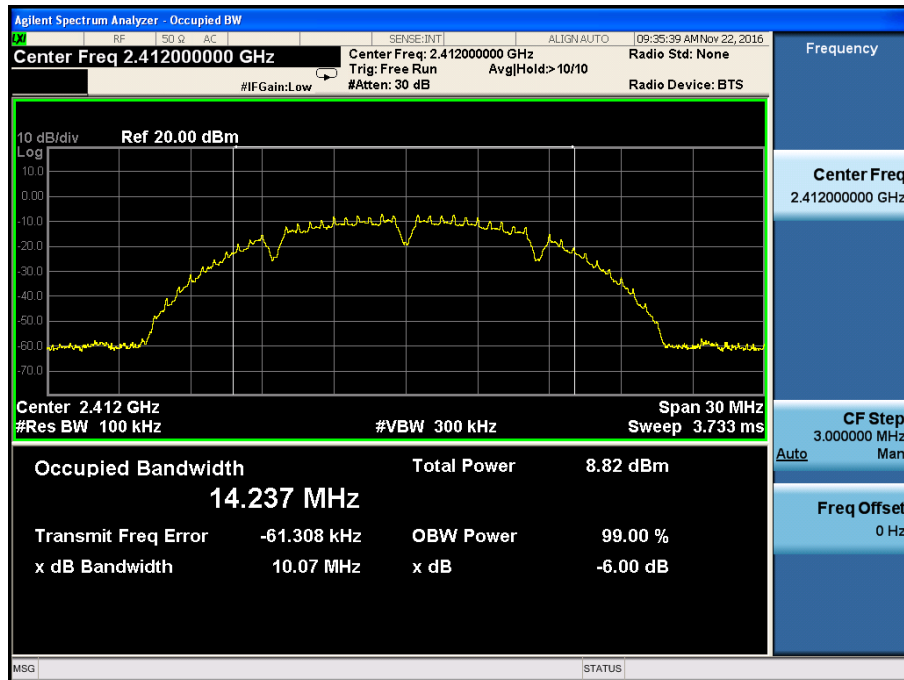 Agilent Spectrum Analyzer - Occupied BW
LXI RF 50 Ω AC SENSE:INT ALIGN AUTO 09:35:39 AM Nov 22, 2016
Center Freq 2.412000000 GHz
Center Freq: 2.412000000 GHz Radio Std: None
Trig: Free Run Avg|Hold:>10/10
#IFGain:Low #Atten: 30 dB Radio Device: BTS
10 dB/div Ref 20.00 dBm
Log
10.0
0.00
-10.0
-20.0
-30.0
-40.0
-50.0
-60.0
-70.0
Center 2.412 GHz Span 30 MHz
#Res BW 100 kHz #VBW 300 kHz Sweep 3.733 ms
Occupied Bandwidth Total Power 8.82 dBm
14.237 MHz
Transmit Freq Error -61.308 kHz OBW Power 99.00 %
x dB Bandwidth 10.07 MHz x dB -6.00 dB
MSG STATUS
Frequency
Center Freq
2.412000000 GHz
CF Step
3.000000 MHz
Auto Man
Freq Offset
0 Hz